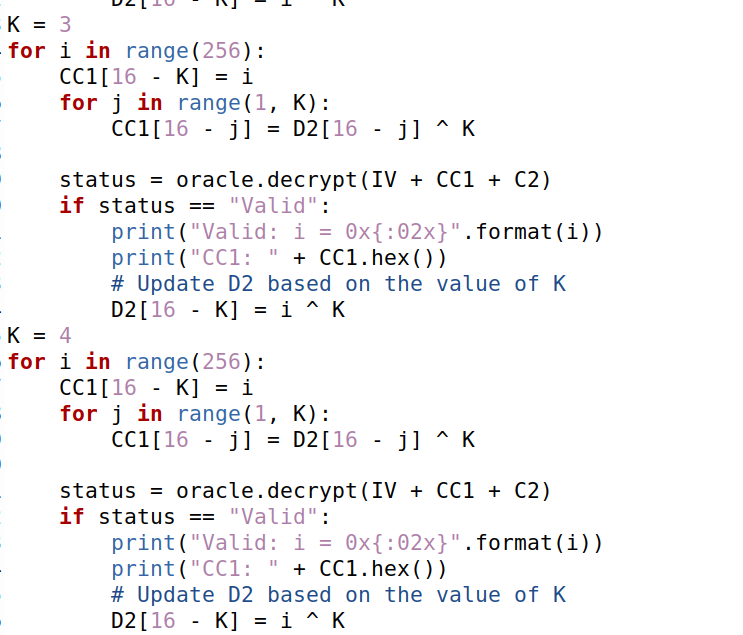 D2[16 - K] = i ^ K
K = 3
for i in range(256):
    CC1[16 - K] = i
    for j in range(1, K):
        CC1[16 - j] = D2[16 - j] ^ K

    status = oracle.decrypt(IV + CC1 + C2)
    if status == "Valid":
        print("Valid: i = 0x{:02x}".format(i))
        print("CC1: " + CC1.hex())
        # Update D2 based on the value of K
        D2[16 - K] = i ^ K
K = 4
for i in range(256):
    CC1[16 - K] = i
    for j in range(1, K):
        CC1[16 - j] = D2[16 - j] ^ K

    status = oracle.decrypt(IV + CC1 + C2)
    if status == "Valid":
        print("Valid: i = 0x{:02x}".format(i))
        print("CC1: " + CC1.hex())
        # Update D2 based on the value of K
        D2[16 - K] = i ^ K